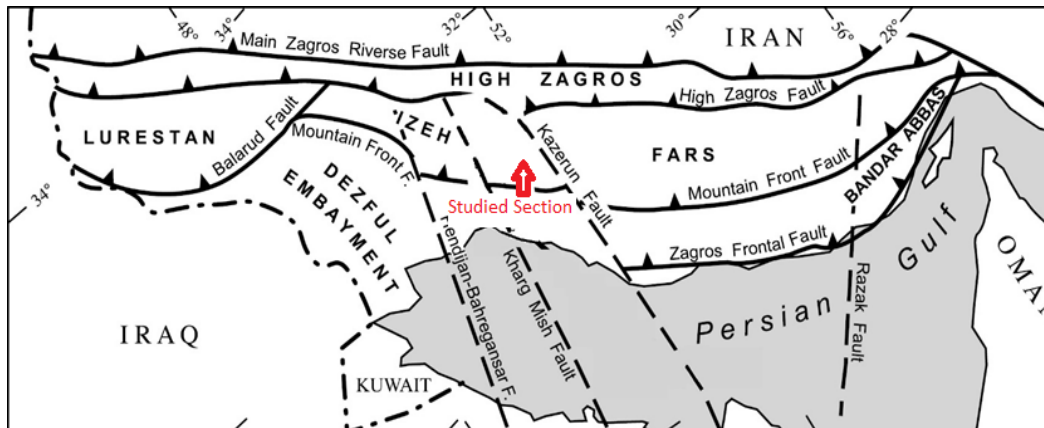 48°
34°
32°
52°
30°
56°
28°
IRAN
Main Zagros Riverse Fault
HIGH ZAGROS
High Zagros Fault
LURESTAN
Balarud Fault
Mountain Front F.
IZEH
Kazerun Fault
FARS
BANDAR ABBAS
Mountain Front Fault
DEZFUL
EMBAYMENT
Studied Section
34°
Zagros Frontal Fault
Kharg Mish Fault
Razak Fault
Persian Gulf
IRAQ
KUWAIT